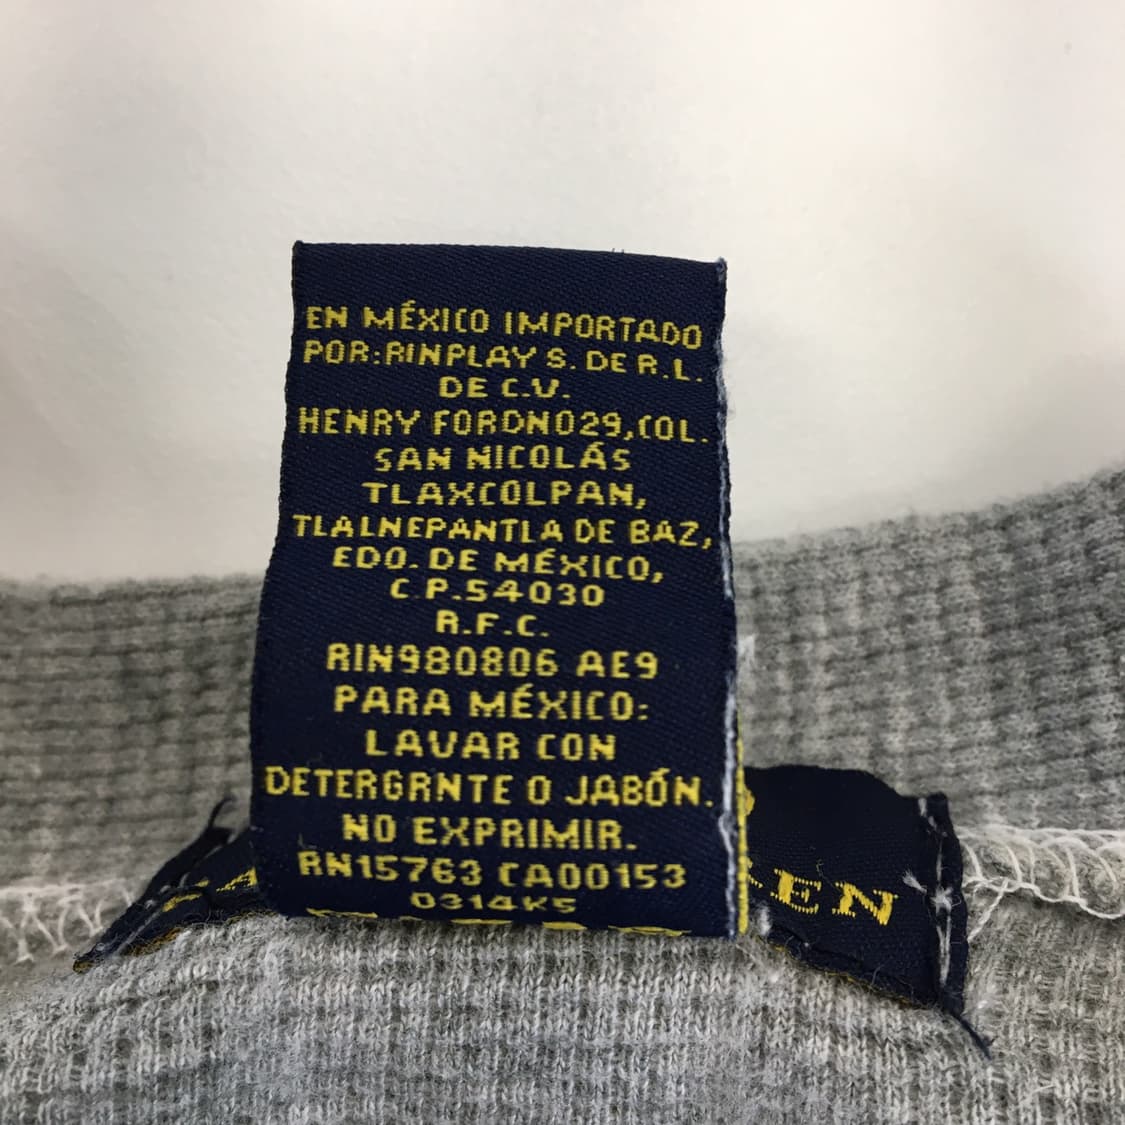 EN MÉXICO IMPORTADO
POR:RINPLAY S. DE R.L.
DE C.V.
HENRY FORDNO29,COL.
SAN NICOLÁS
TLAXCOLPAN,
TLALNEPANTLA DE BAZ,
EDO. DE MÉXICO,
C.P.54030
R.F.C.
RIN980806 AE9
PARA MÉXICO:
LAVAR CON
DETERGRNTE O JABÓN.
NO EXPRIMIR.
RN15763 CA00153
0314K5